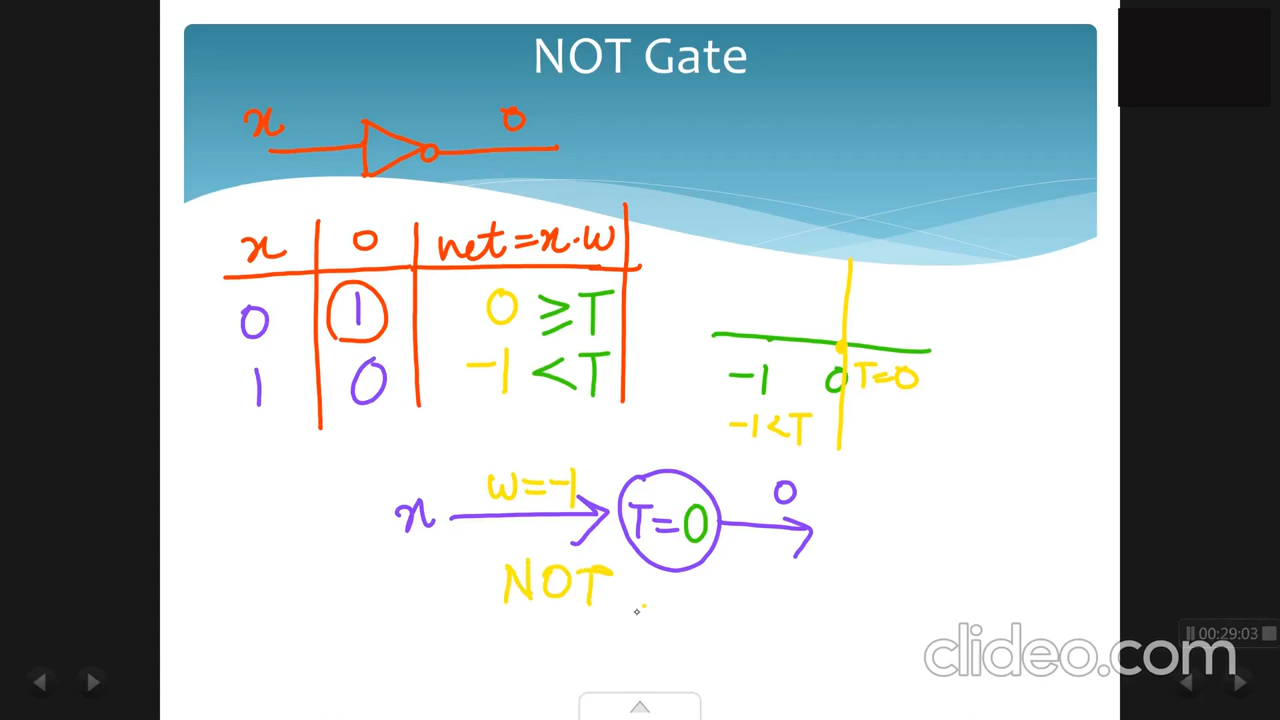 NOT Gate
x o
x o net = x·w
0 1 0 ≥ T
1 0 -1 < T
-1 0 T=0
-1 < T
w=-1
x T=0 o
NOT
00:29:03
clideo.com